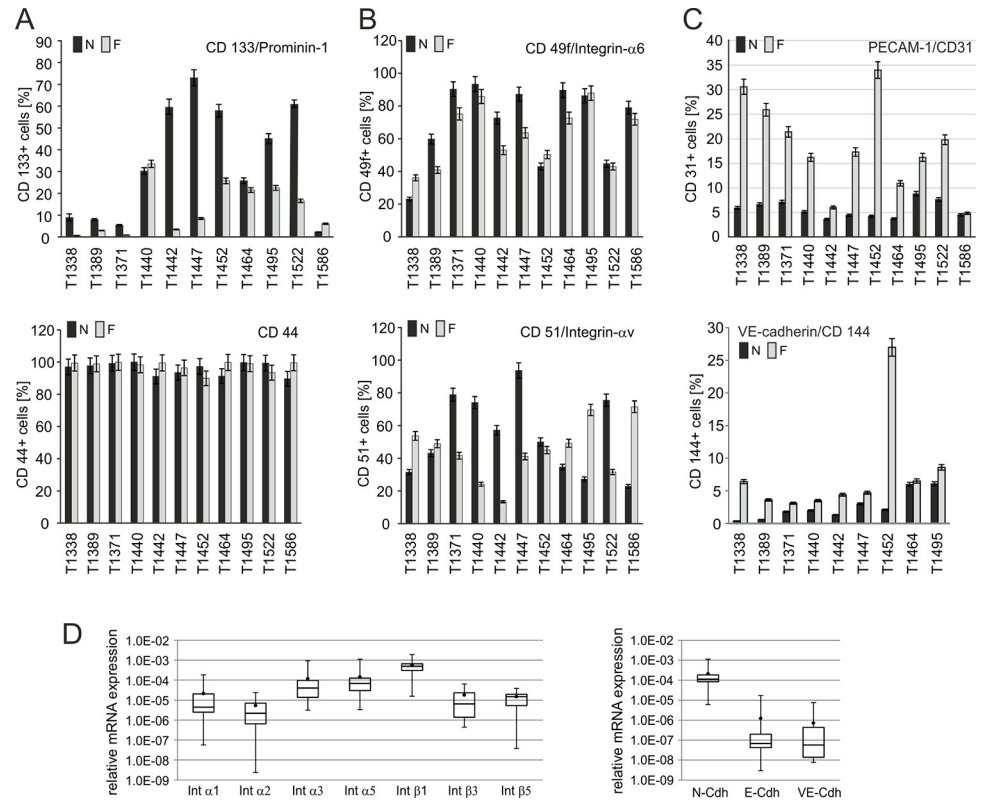 A
N F
CD 133/Prominin-1
CD 133+ cells [%]
90
80
70
60
50
40
30
20
10
0
T1338 T1389 T1371 T1440 T1442 T1447 T1452 T1464 T1495 T1522 T1586
B
N F
CD 49f/Integrin-α6
CD 49f+ cells [%]
120
100
80
60
40
20
0
T1338 T1389 T1371 T1440 T1442 T1447 T1452 T1464 T1495 T1522 T1586
C
N F
PECAM-1/CD31
CD 31+ cells [%]
40
35
30
25
20
15
10
5
0
T1338 T1389 T1371 T1440 T1442 T1447 T1452 T1464 T1495 T1522 T1586
N F
CD 44
CD 44+ cells [%]
120
100
80
60
40
20
0
T1338 T1389 T1371 T1440 T1442 T1447 T1452 T1464 T1495 T1522 T1586
N F
CD 51/Integrin-αv
CD 51+ cells [%]
120
100
80
60
40
20
0
T1338 T1389 T1371 T1440 T1442 T1447 T1452 T1464 T1495 T1522 T1586
VE-cadherin/CD 144
N F
CD 144+ cells [%]
30
25
20
15
10
5
0
T1338 T1389 T1371 T1440 T1442 T1447 T1452 T1464 T1495
D
relative mRNA expression
1.0E-02
1.0E-03
1.0E-04
1.0E-05
1.0E-06
1.0E-07
1.0E-08
1.0E-09
Int α1 Int α2 Int α3 Int α5 Int β1 Int β3 Int β5
relative mRNA expression
1.0E-02
1.0E-03
1.0E-04
1.0E-05
1.0E-06
1.0E-07
1.0E-08
1.0E-09
N-Cdh E-Cdh VE-Cdh